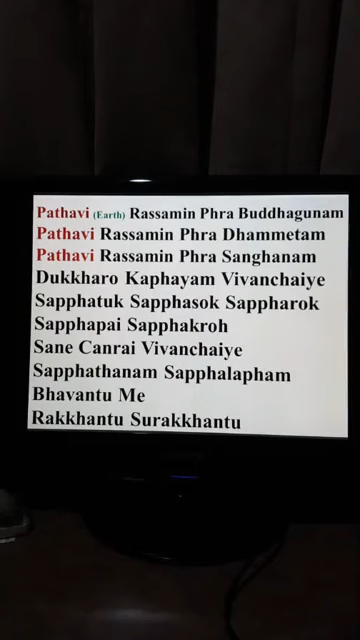 Pathavi (Earth) Rassamin Phra Buddhagunam
Pathavi Rassamin Phra Dhammetam
Pathavi Rassamin Phra Sanghanam
Dukkharo Kaphayam Vivanchaiye
Sapphatuk Sapphasok Sappharok
Sapphapai Sapphakroh
Sane Canrai Vivanchaiye
Sapphathanam Sapphalapham
Bhavantu Me
Rakkhantu Surakkhantu